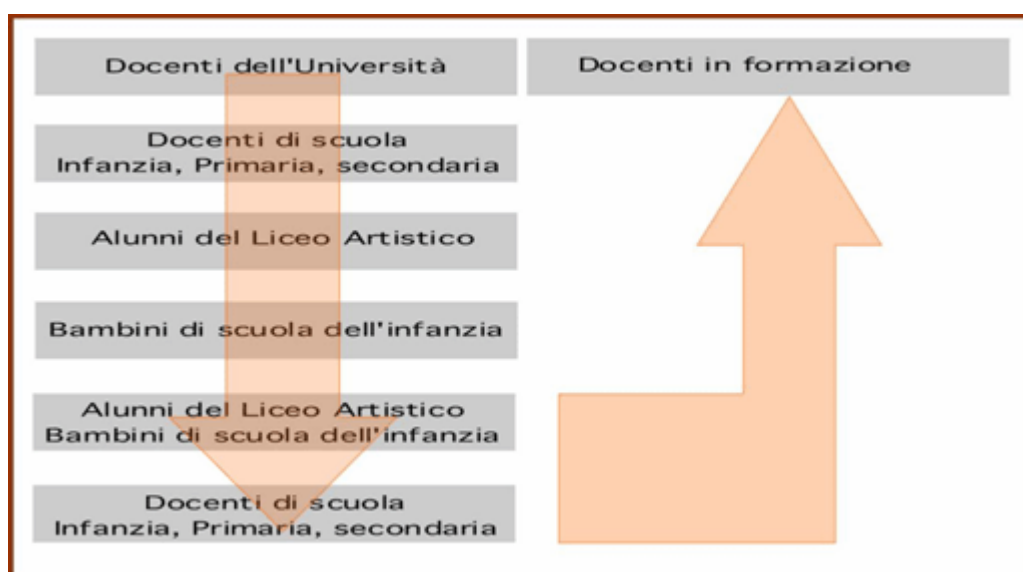 Docenti dell'Università
Docenti in formazione
Docenti di scuola
Infanzia, Primaria, secondaria
Alunni del Liceo Artistico
Bambini di scuola dell'infanzia
Alunni del Liceo Artistico
Bambini di scuola dell'infanzia
Docenti di scuola
Infanzia, Primaria, secondaria